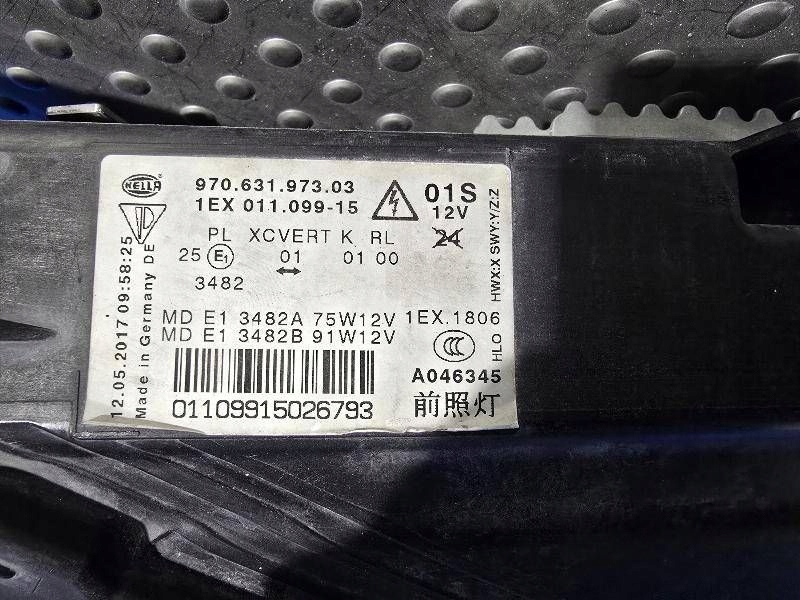 HELLA
970.631.973.03
1EX 011.099-15
01S
12V
24
PL XCVERT K RL
25 E1 01 01 00
↔
3482
MD E1 3482A 75W12V 1EX.1806
MD E1 3482B 91W12V
CCC
A046345
01109915026793
前照灯
12.05.2017 09:58:25
Made in Germany DE
HWX:X SWY:Y/Z:Z
HLO